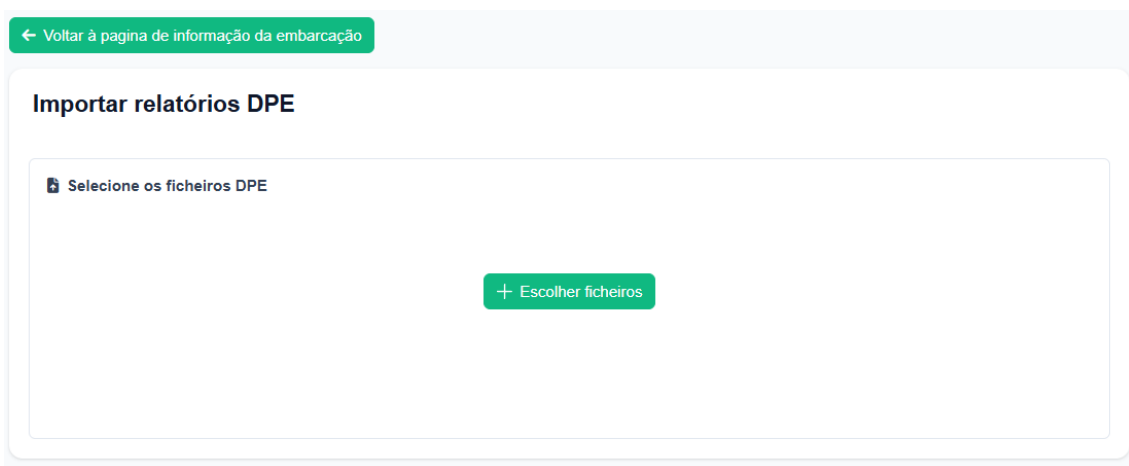 Voltar à pagina de informação da embarcação
Importar relatórios DPE
Selecione os ficheiros DPE
Escolher ficheiros